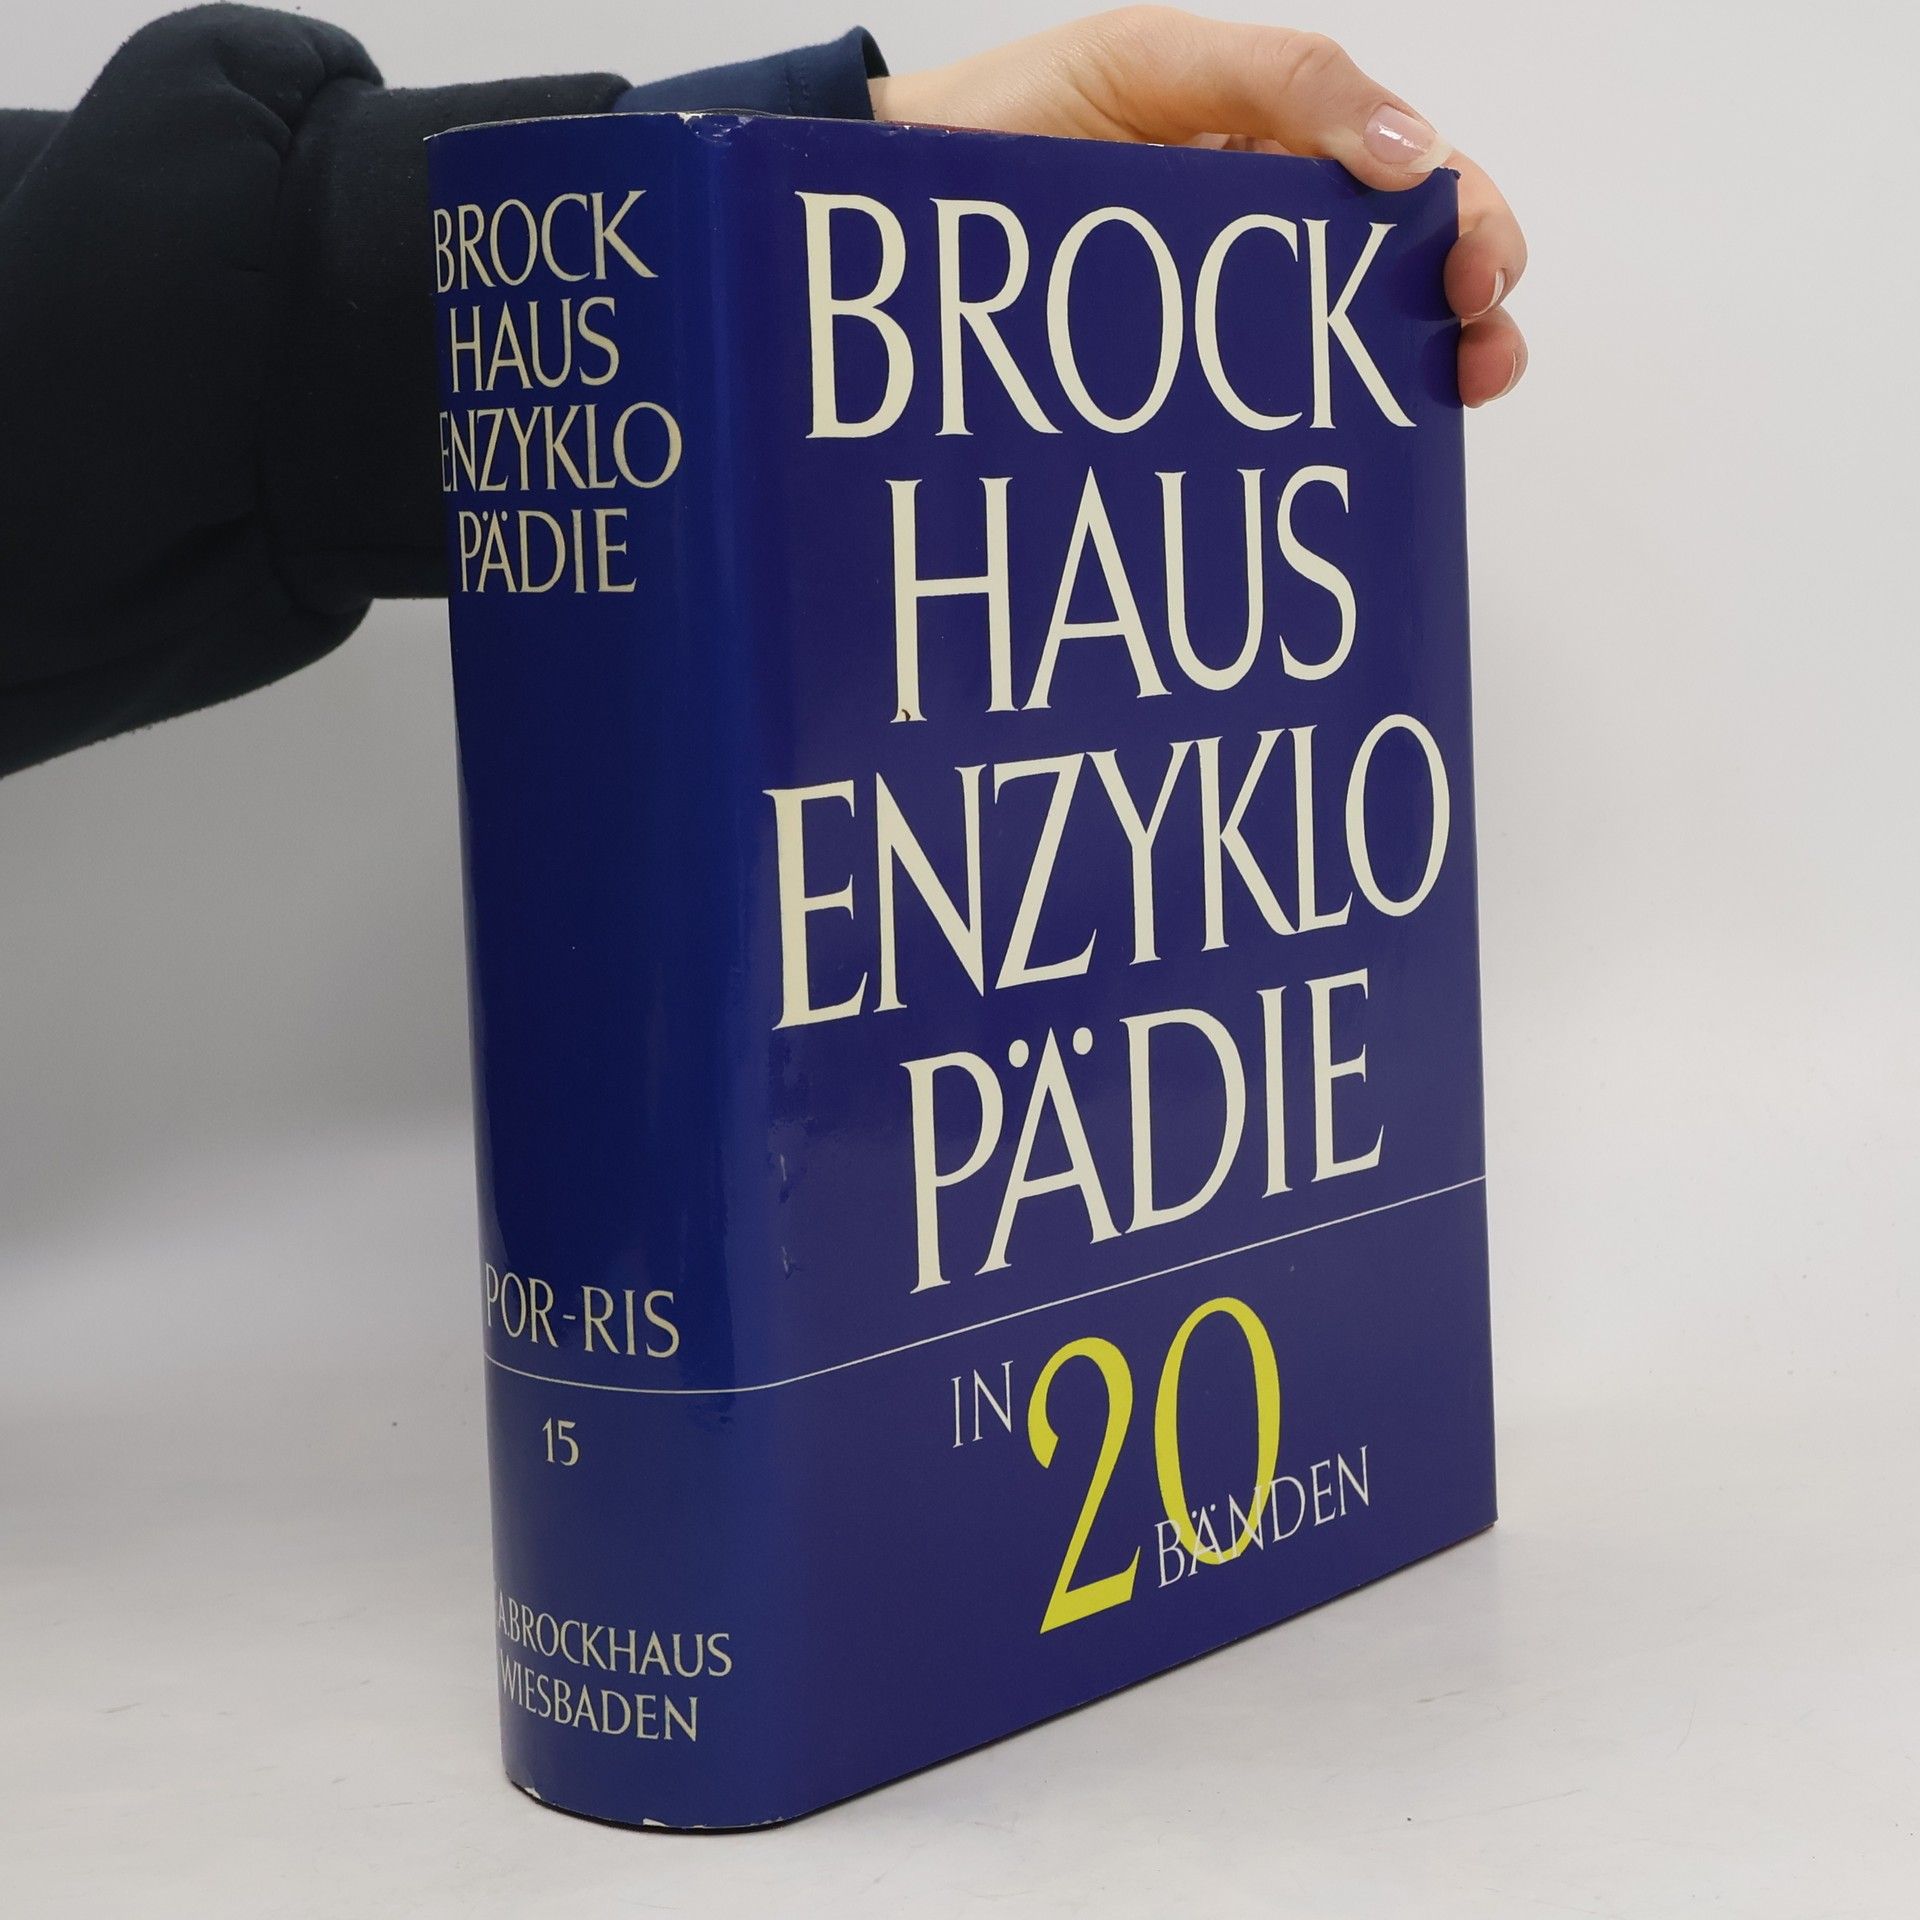 BROCK
HAUS
ENZYKLO
PÄDIE
POR-RIS
15
A.BROCKHAUS
WIESBADEN
BROCK
HAUS
ENZYKLO
PÄDIE
IN 20
BÄNDEN